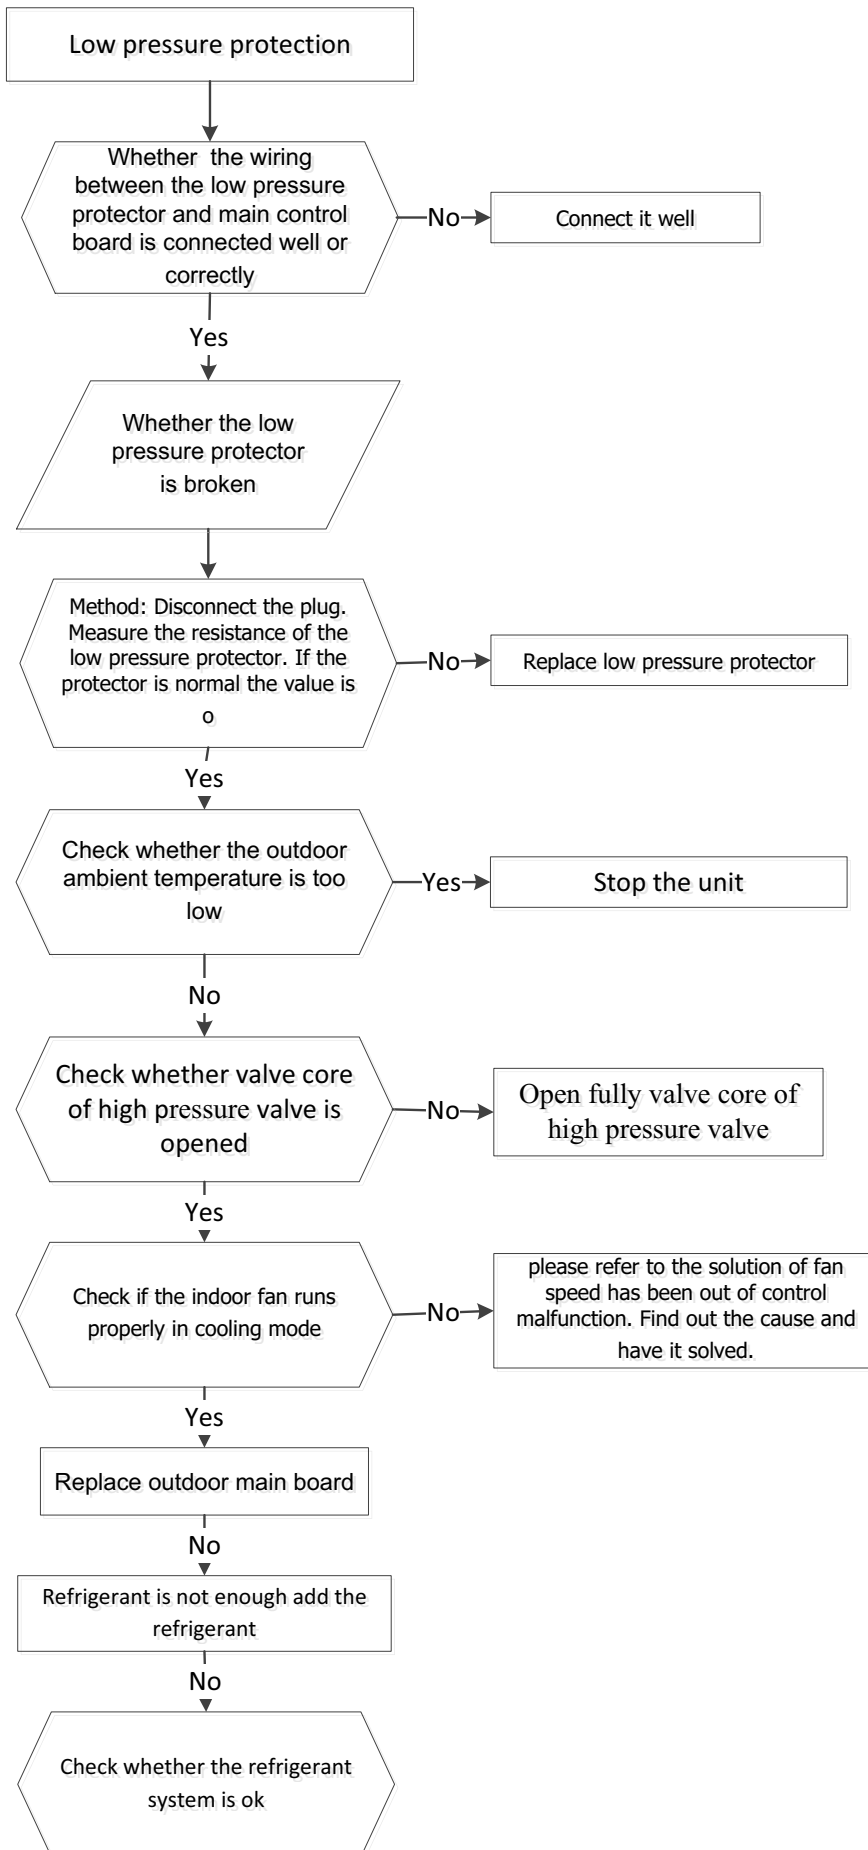 Low pressure protection
Whether the wiring
between the low pressure
protector and main control
board is connected well or
correctly
No
Connect it well
Yes
Whether the low
pressure protector
is broken
Method: Disconnect the plug.
Measure the resistance of the
low pressure protector. If the
protector is normal the value is
o
No
Replace low pressure protector
Yes
Check whether the outdoor
ambient temperature is too
low
Yes
Stop the unit
No
Check whether valve core
of high pressure valve is
opened
No
Open fully valve core of
high pressure valve
Yes
Check if the indoor fan runs
properly in cooling mode
No
please refer to the solution of fan
speed has been out of control
malfunction. Find out the cause and
have it solved.
Yes
Replace outdoor main board
No
Refrigerant is not enough add the
refrigerant
No
Check whether the refrigerant
system is ok